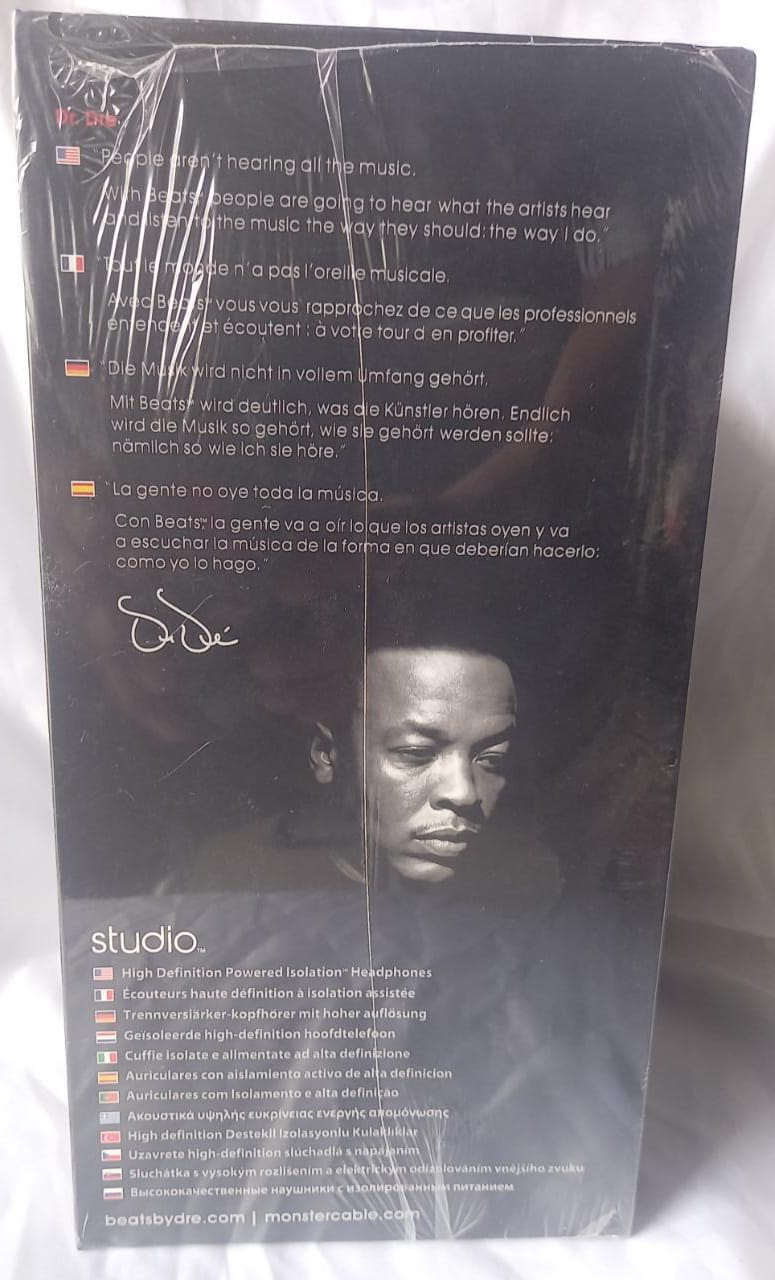 Dr. Dre
"People aren't hearing all the music.
With Beats™ people are going to hear what the artists hear
and listen to the music the way they should: the way I do."
"Tout le monde n'a pas l'oreille musicale.
Avec Beats™ vous vous rapprochez de ce que les professionnels
entendent et écoutent : à votre tour d en profiter."
"Die Musik wird nicht in vollem Umfang gehört.
Mit Beats™ wird deutlich, was die Künstler hören. Endlich
wird die Musik so gehört, wie sie gehört werden sollte:
nämlich so wie ich sie höre."
"La gente no oye toda la música.
Con Beats™ la gente va a oír lo que los artistas oyen y va
a escuchar la música de la forma en que deberían hacerlo:
como yo lo hago."
studio™
High Definition Powered Isolation™ Headphones
Écouteurs haute définition à isolation assistée
Trennversiärker-kopfhörer mit hoher auflösung
Geïsoleerde high-definition hoofdtelefoon
Cuffie isolate e alimentate ad alta definizione
Auriculares con aislamiento activo de alta definicion
Auriculares com isolamento e alta definição
Ακουστικά υψηλής ευκρίνειας ενεργής απομόνωσης
High definition Destekli Izolasyonlu Kulaklıklar
Uzavrete high-definition slúchadlá s napájaním
Sluchátka s vysokým rozlišením a elektrickým odizolováním vnějšího zvuku
Высококачественные наушники с изолированным питанием
beatsbydre.com | monstercable.com